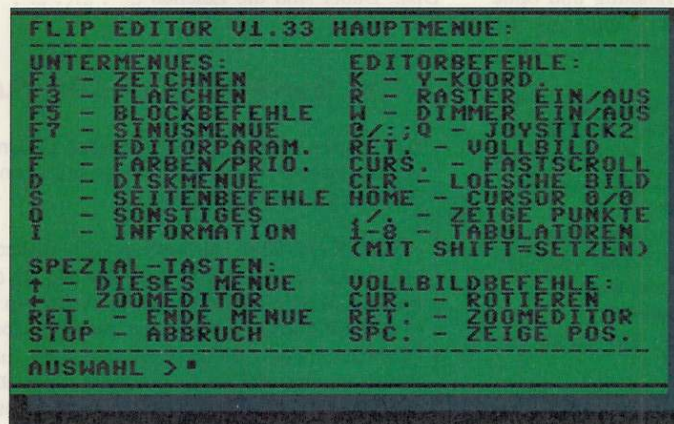 FLIP EDITOR V1.33 HAUPTMENUE:
UNTERMENUES: EDITORBEFEHLE:
F1 - ZEICHNEN K - Y-KOORD.
F3 - FLAECHEN R - RASTER EIN/AUS
F5 - BLOCKBEFEHLE W - DIMMER EIN/AUS
F7 - SINUSMENUE @/:;Q - JOYSTICK2
E - EDITORPARAM. RET. - VOLLBILD
F - FARBEN/PRIO. CURS. - FASTSCROLL
D - DISKMENUE CLR - LOESCHE BILD
S - SEITENBEFEHLE HOME - CURSOR 0/0
O - SONSTIGES ,/. - ZEIGE PUNKTE
I - INFORMATION 1-8 - TABULATOREN
(MIT SHIFT=SETZEN)
SPEZIAL-TASTEN:
↑ - DIESES MENUE VOLLBILDBEFEHLE:
← - ZOOMEDITOR CUR. - ROTIEREN
RET. - ENDE MENUE RET. - ZOOMEDITOR
STOP - ABBRUCH SPC. - ZEIGE POS.
AUSWAHL >